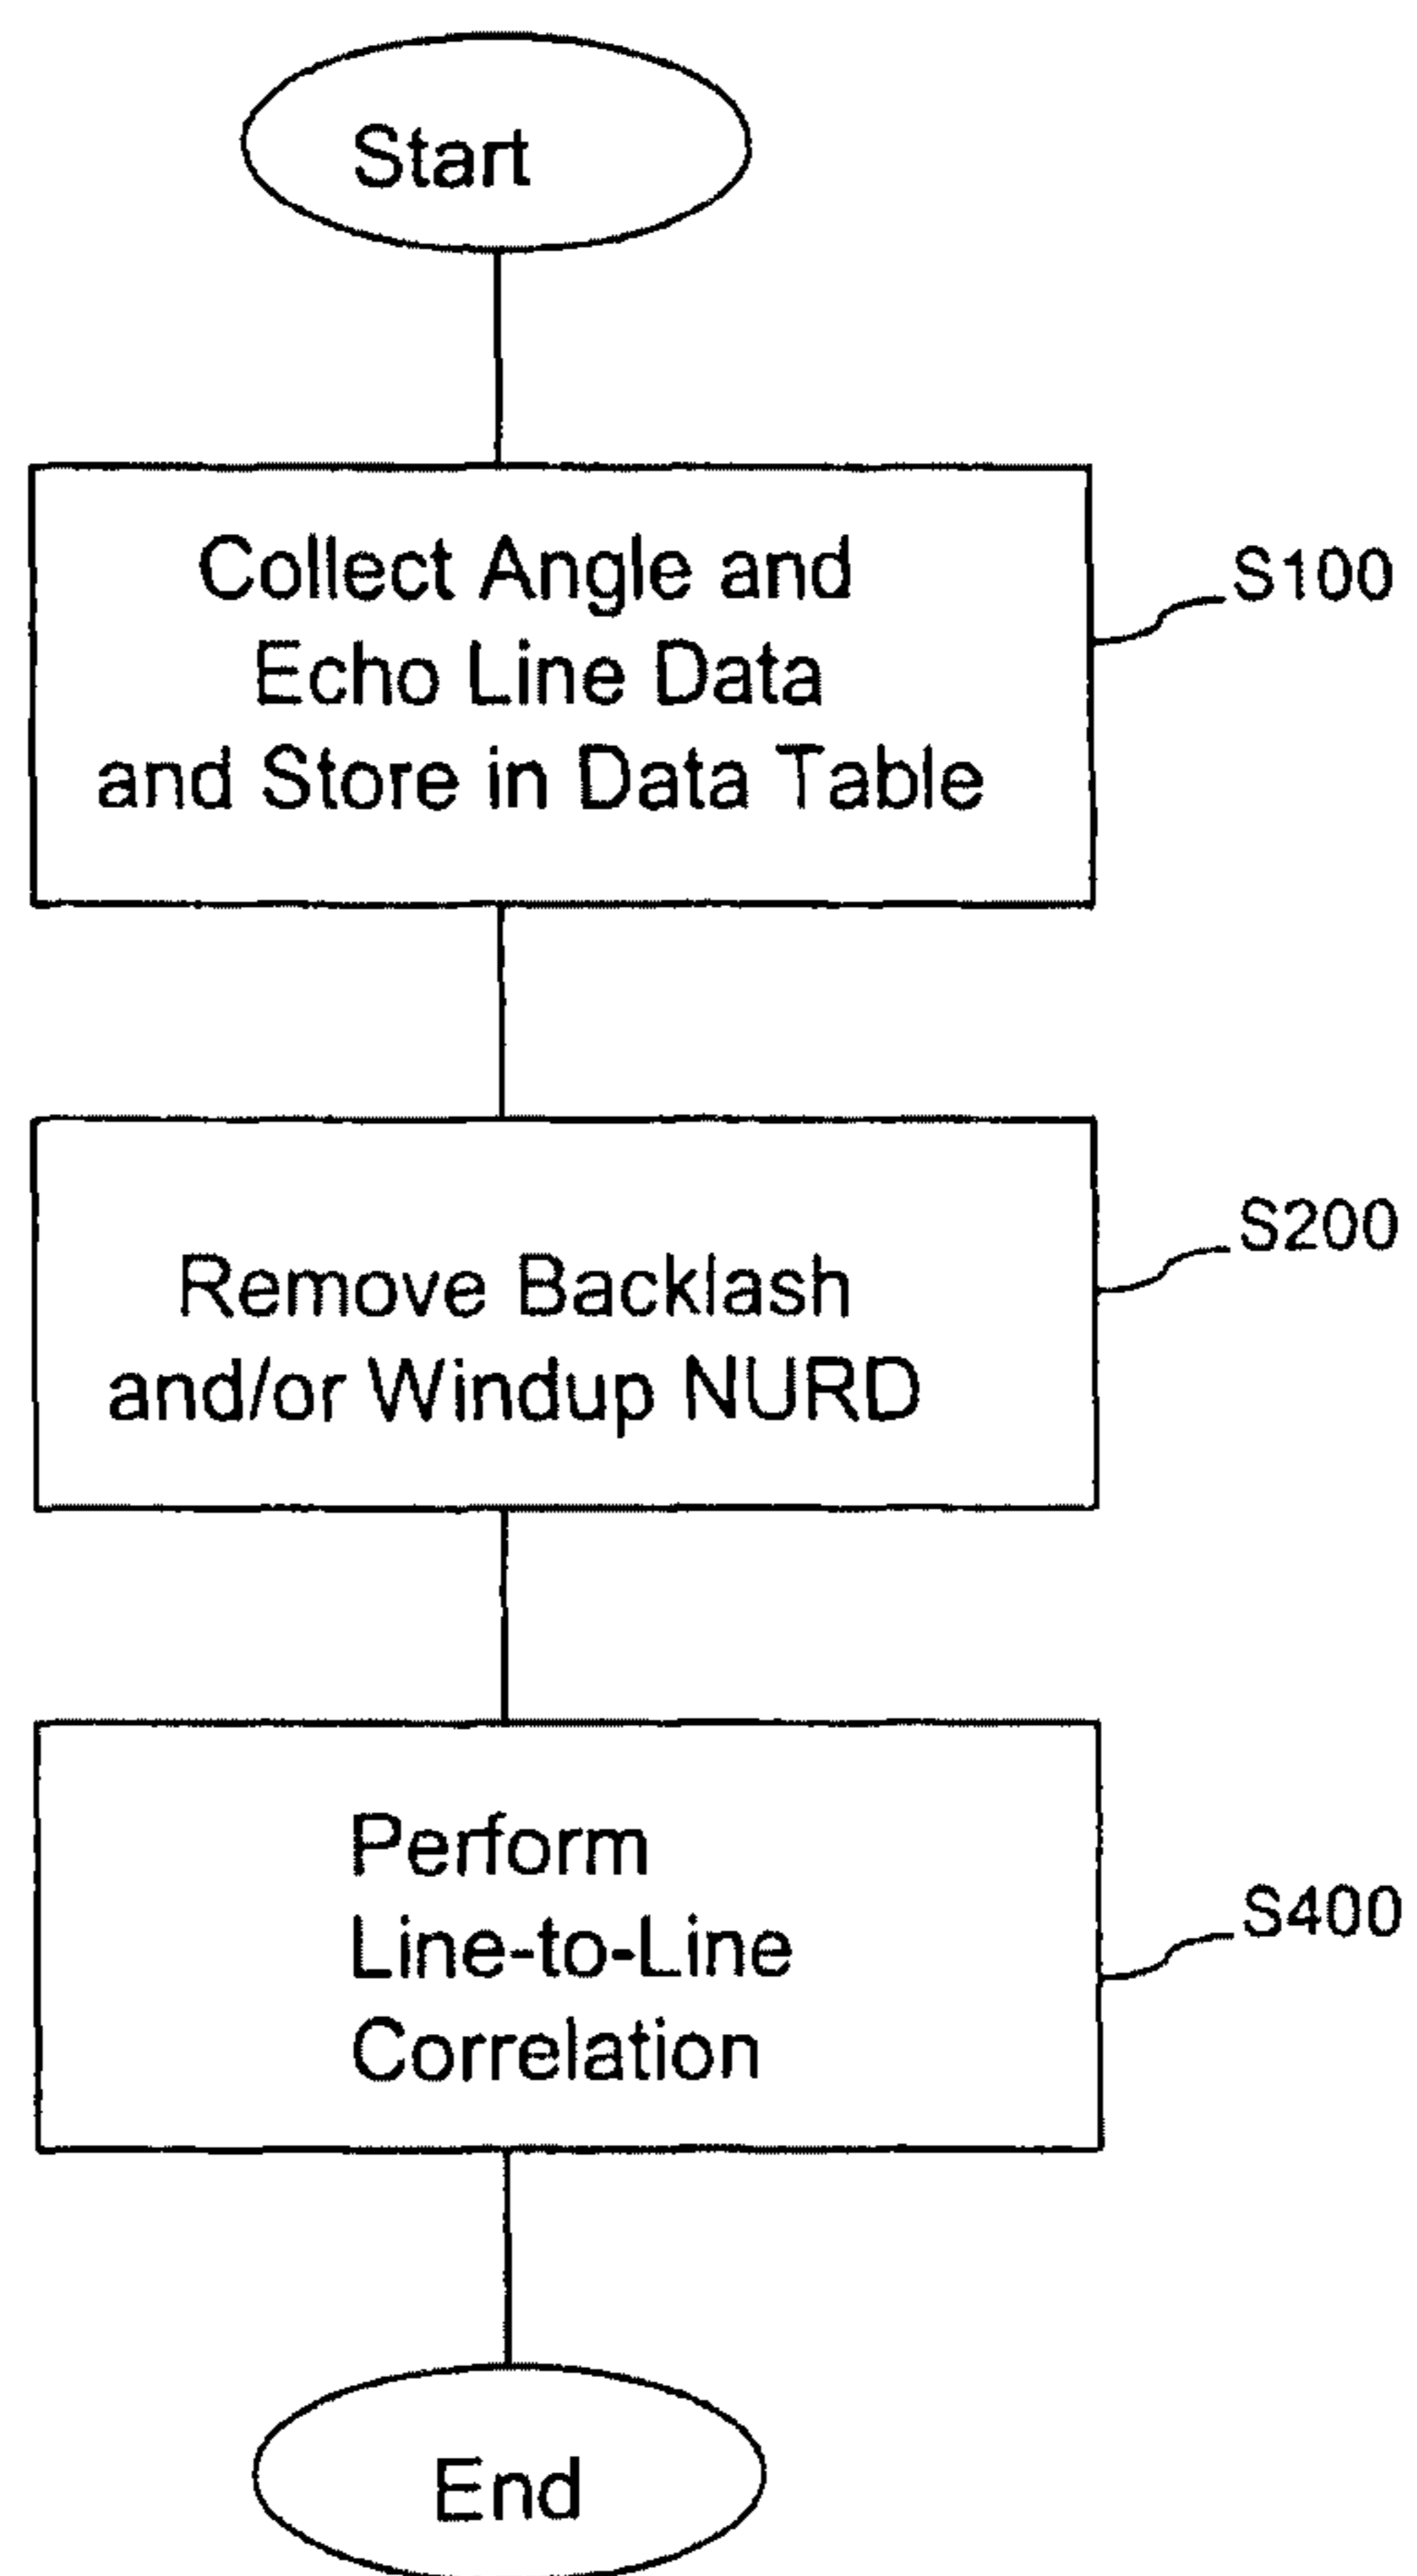 Start
Collect Angle and
Echo Line Data
and Store in Data Table
S100
Remove Backlash
and/or Windup NURD
S200
Perform
Line-to-Line
Correlation
S400
End